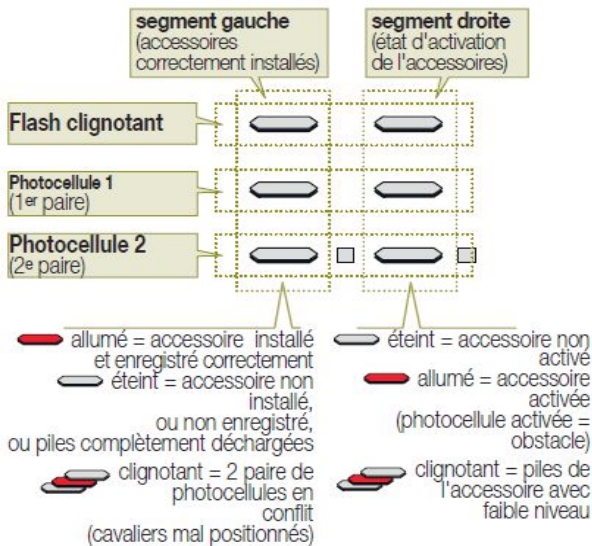 segment gauche
(accessoires
correctement installés)
segment droite
(état d'activation
de l'accessoires)
Flash clignotant
Photocellule 1
(1er paire)
Photocellule 2
(2e paire)
allumé = accessoire installé
et enregistré correctement
éteint = accessoire non
installé,
ou non enregistré,
ou piles complètement déchargées
clignotant = 2 paire de
photocellules en
conflit
(cavaliers mal positionnés)
éteint = accessoire non
activé
allumé = accessoire
activée
(photocellule activée =
obstacle)
clignotant = piles de
l'accessoire avec
faible niveau